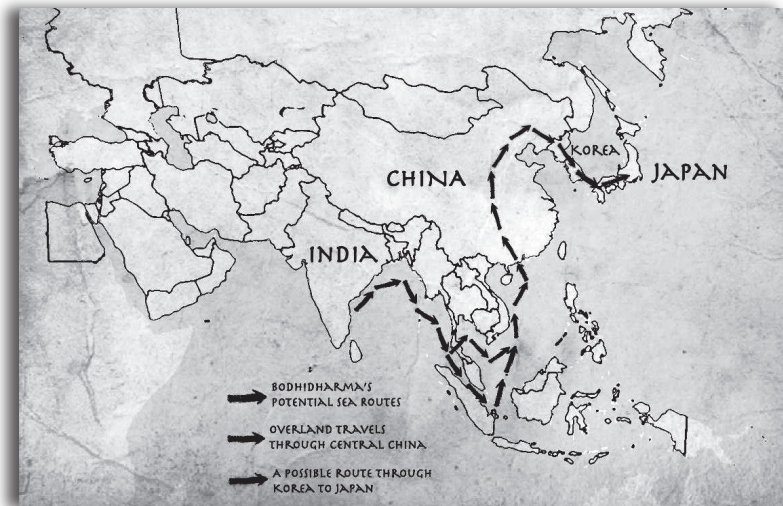 CHINA
KOREA
JAPAN
INDIA
BODHIDHARMA'S
POTENTIAL SEA ROUTES
OVERLAND TRAVELS
THROUGH CENTRAL CHINA
A POSSIBLE ROUTE THROUGH
KOREA TO JAPAN